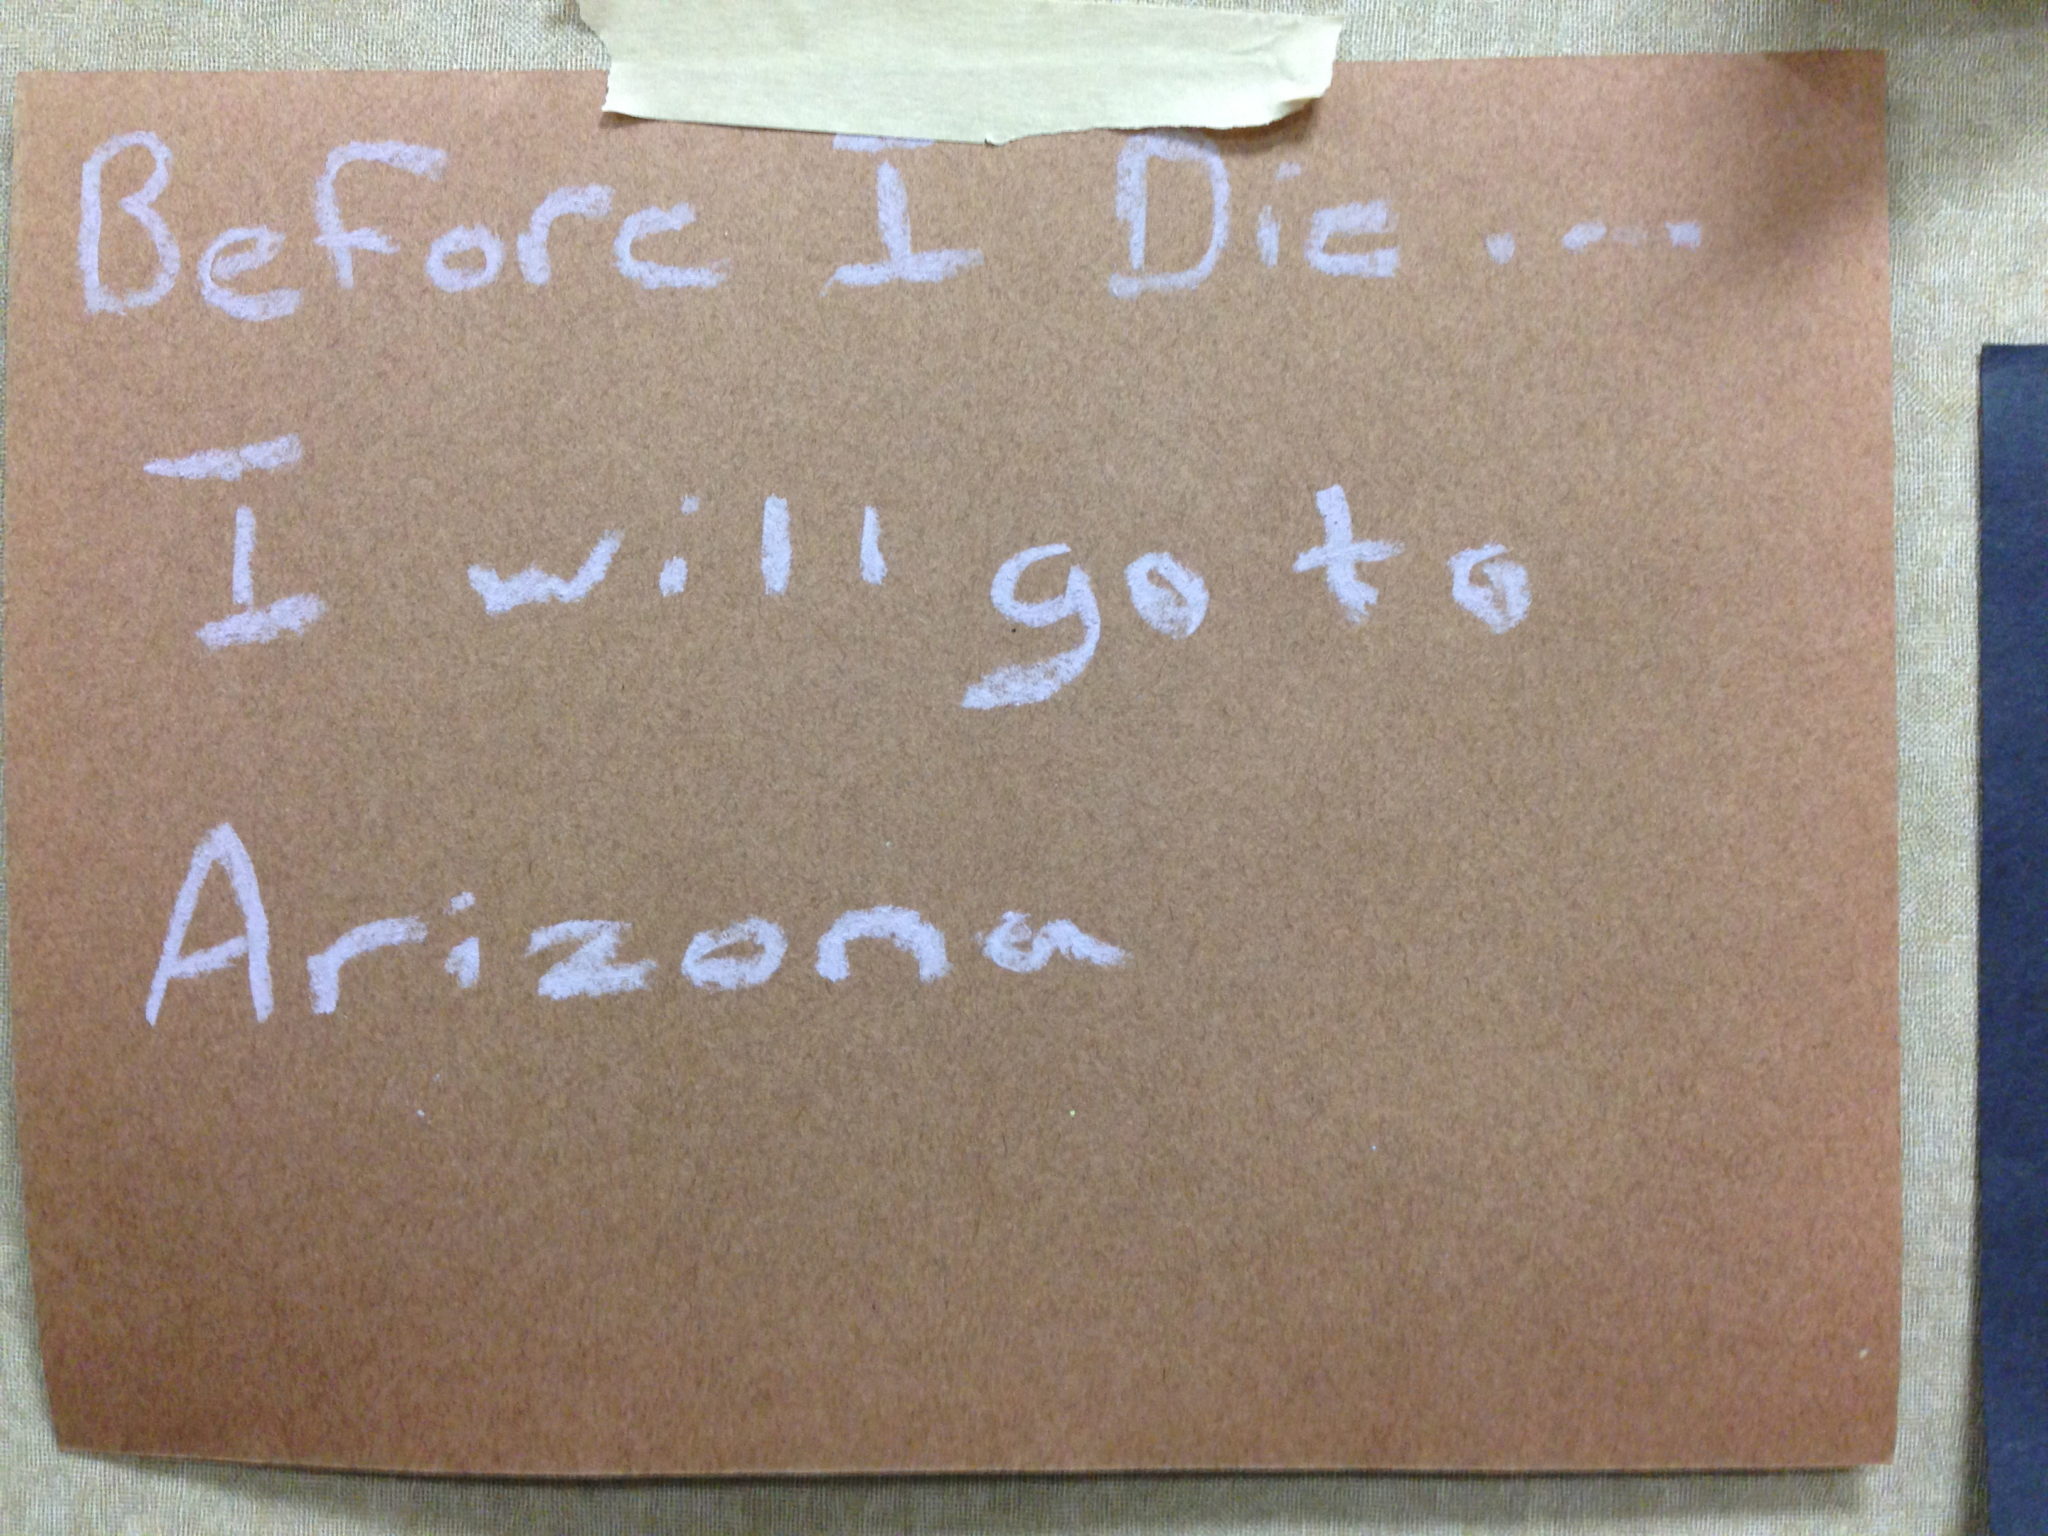 Before I Die....
I will go to
Arizona